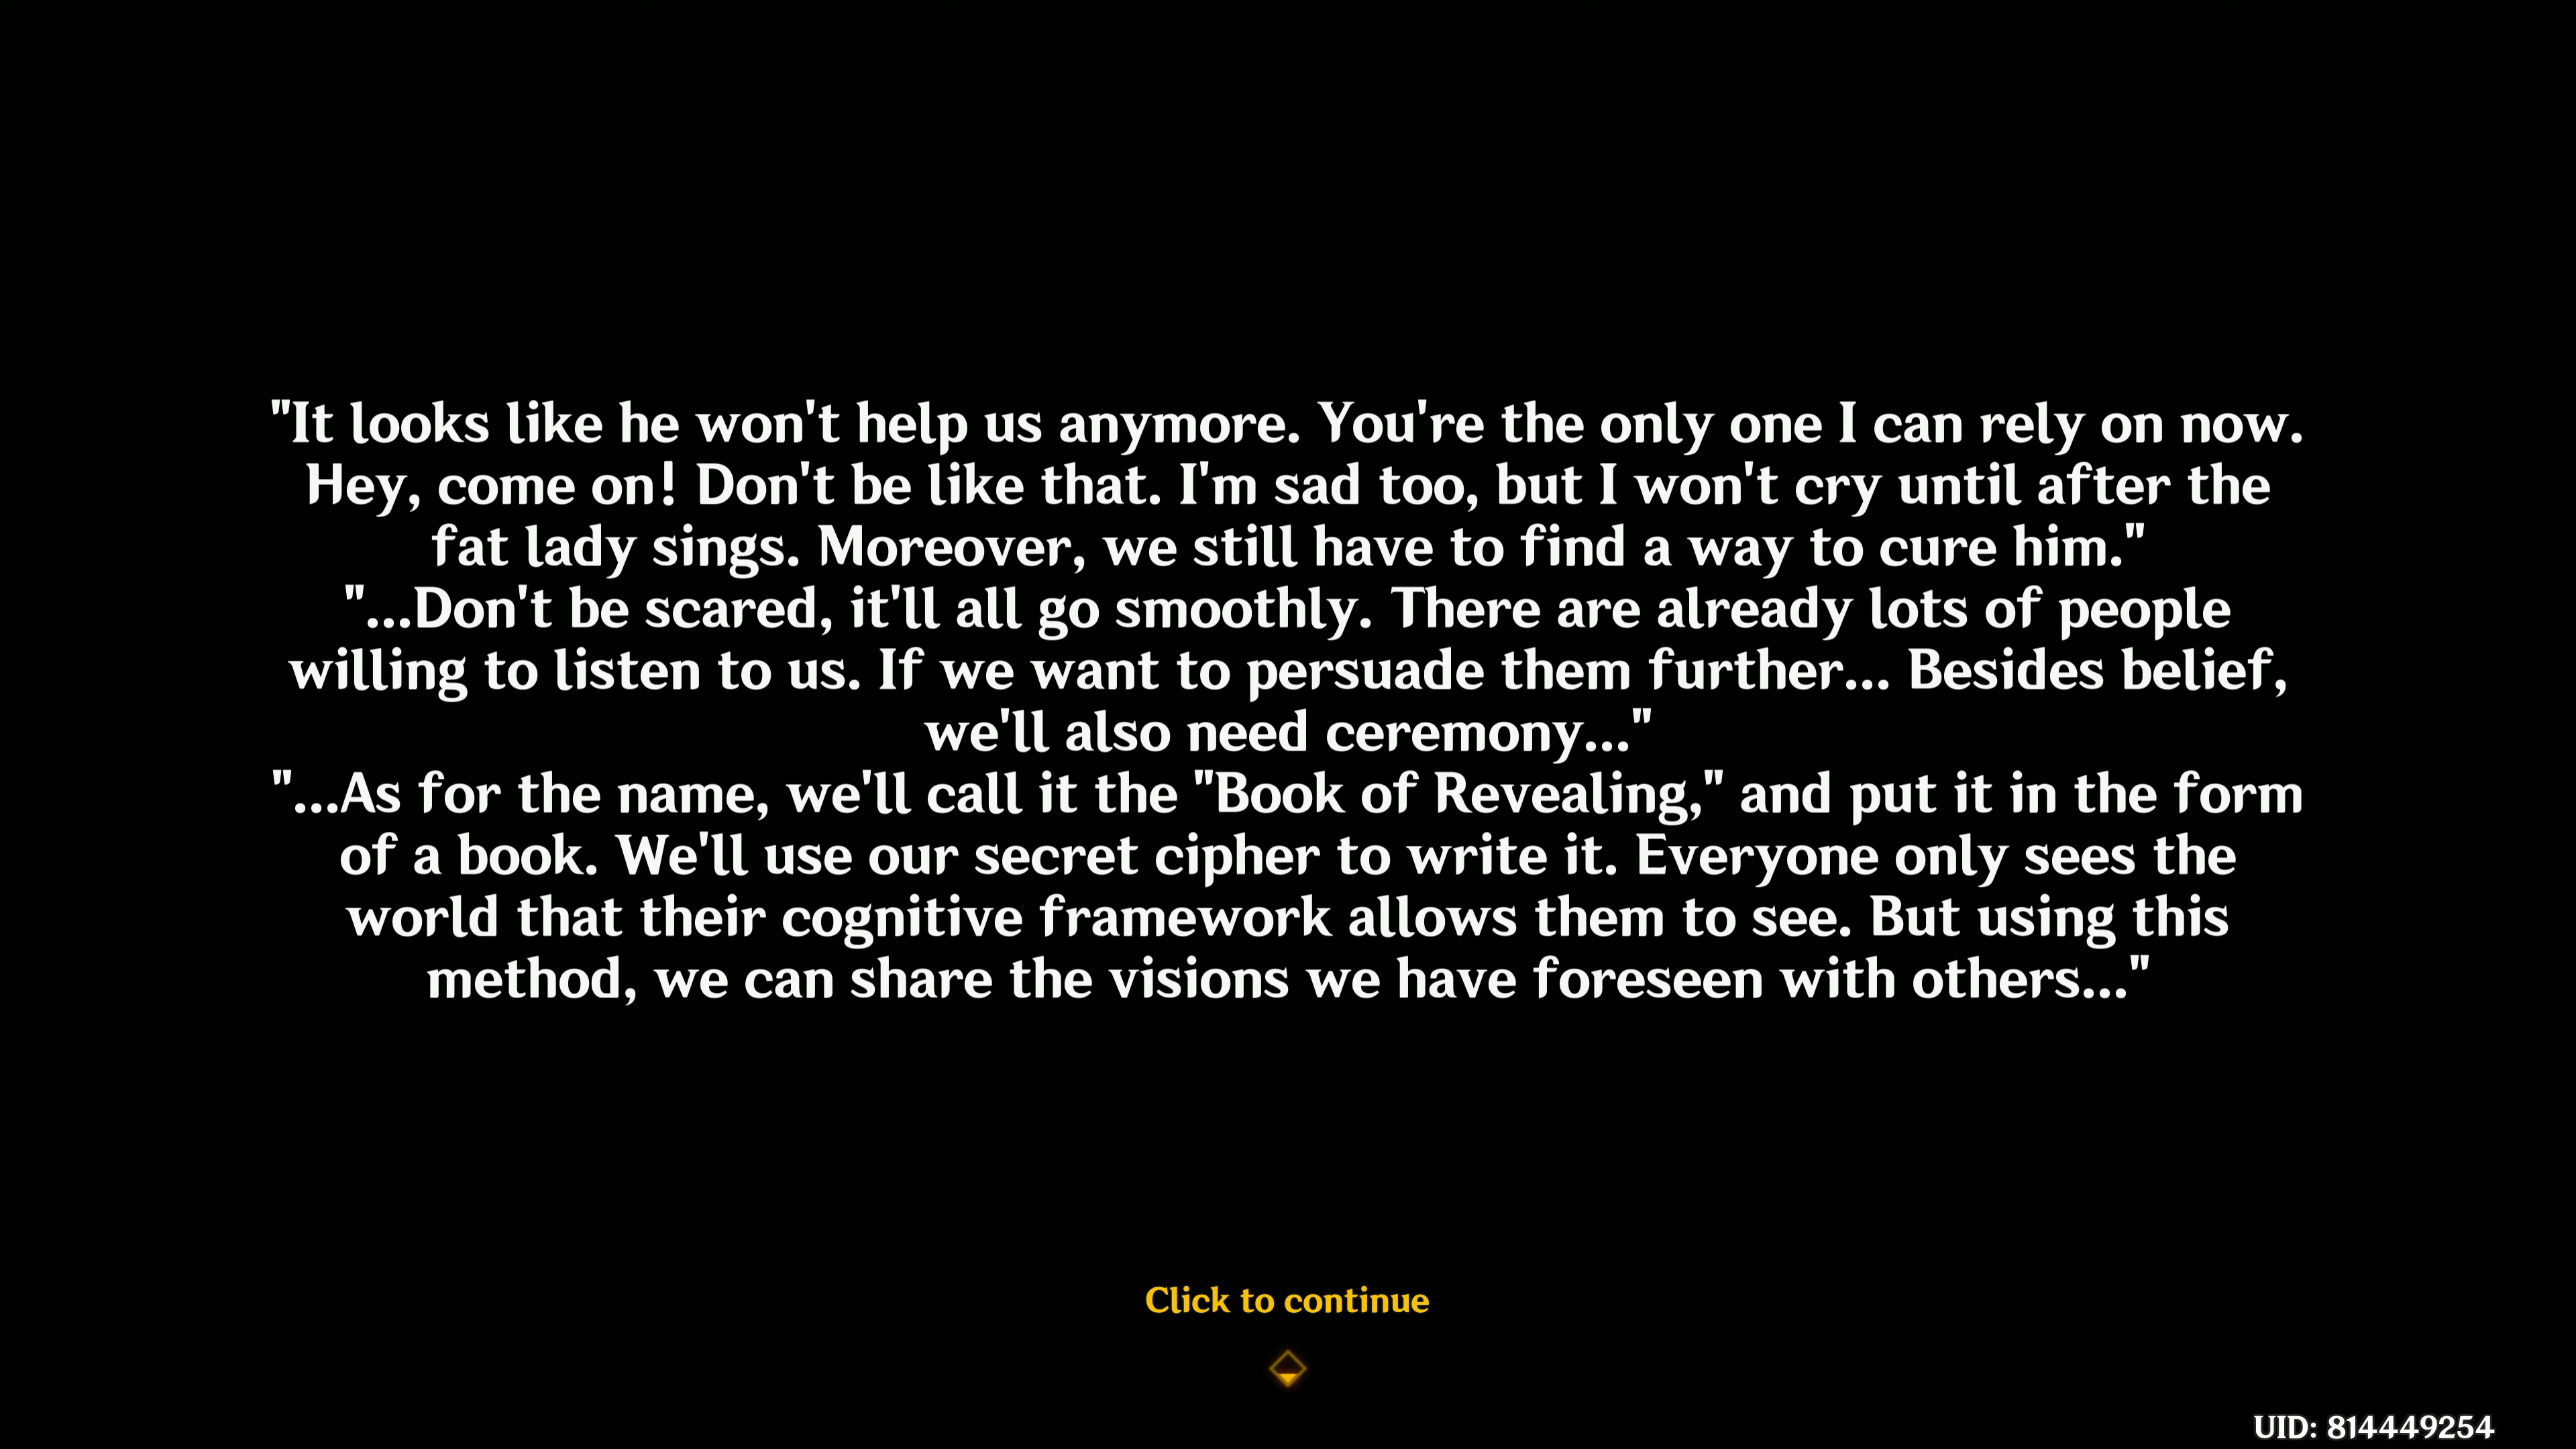 "It looks like he won't help us anymore. You're the only one I can rely on now.
Hey, come on! Don't be like that. I'm sad too, but I won't cry until after the
fat lady sings. Moreover, we still have to find a way to cure him."
"...Don't be scared, it'll all go smoothly. There are already lots of people
willing to listen to us. If we want to persuade them further... Besides belief,
we'll also need ceremony..."
"...As for the name, we'll call it the "Book of Revealing," and put it in the form
of a book. We'll use our secret cipher to write it. Everyone only sees the
world that their cognitive framework allows them to see. But using this
method, we can share the visions we have foreseen with others..."
Click to continue
UID: 814449254